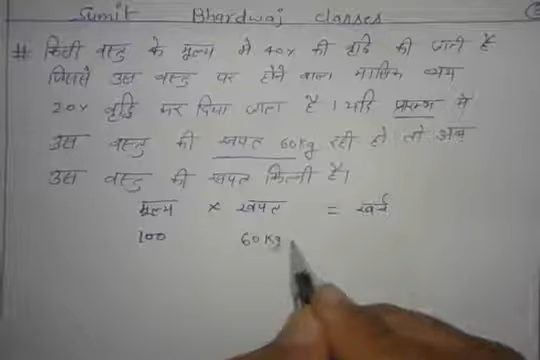 Sumit Bhardwaj classes
# किसी वस्तु के मूल्य मे 40% की वृद्धि की जाती है
जिससे उस वस्तु पर होने वाला मासिक व्यय
20% वृद्धि कर दिया जाता है। यदि प्रारम्भ मे
उस वस्तु की खपत 60kg रही हो तो अब
उस वस्तु की खपत कितनी है।
मूल्य × खपत = खर्च
100 60kg